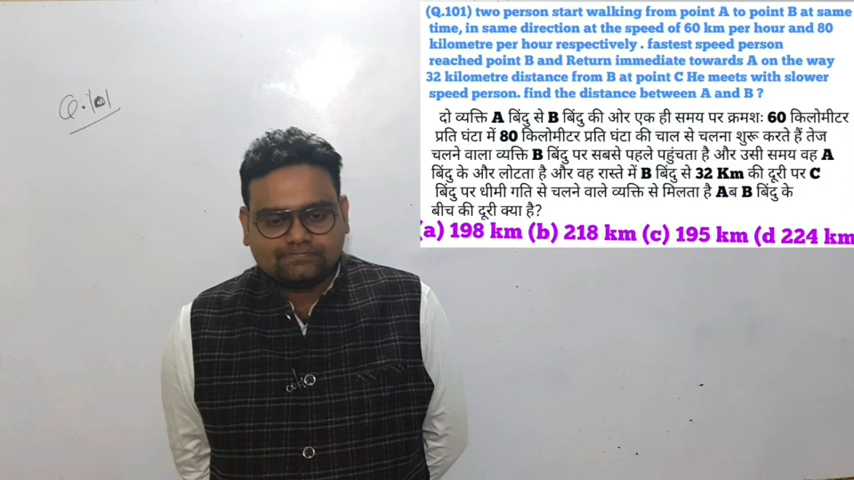 Q.101
(Q.101) two person start walking from point A to point B at same
time, in same direction at the speed of 60 km per hour and 80
kilometre per hour respectively . fastest speed person
reached point B and Return immediate towards A on the way
32 kilometre distance from B at point C He meets with slower
speed person. find the distance between A and B ?
दो व्यक्ति A बिंदु से B बिंदु की ओर एक ही समय पर क्रमशः 60 किलोमीटर
प्रति घंटा में 80 किलोमीटर प्रति घंटा की चाल से चलना शुरू करते हैं तेज
चलने वाला व्यक्ति B बिंदु पर सबसे पहले पहुंचता है और उसी समय वह A
बिंदु के और लोटता है और वह रास्ते में B बिंदु से 32 Km की दूरी पर C
बिंदु पर धीमी गति से चलने वाले व्यक्ति से मिलता है Aब B बिंदु के
बीच की दूरी क्या है?
(a) 198 km (b) 218 km (c) 195 km (d 224 km